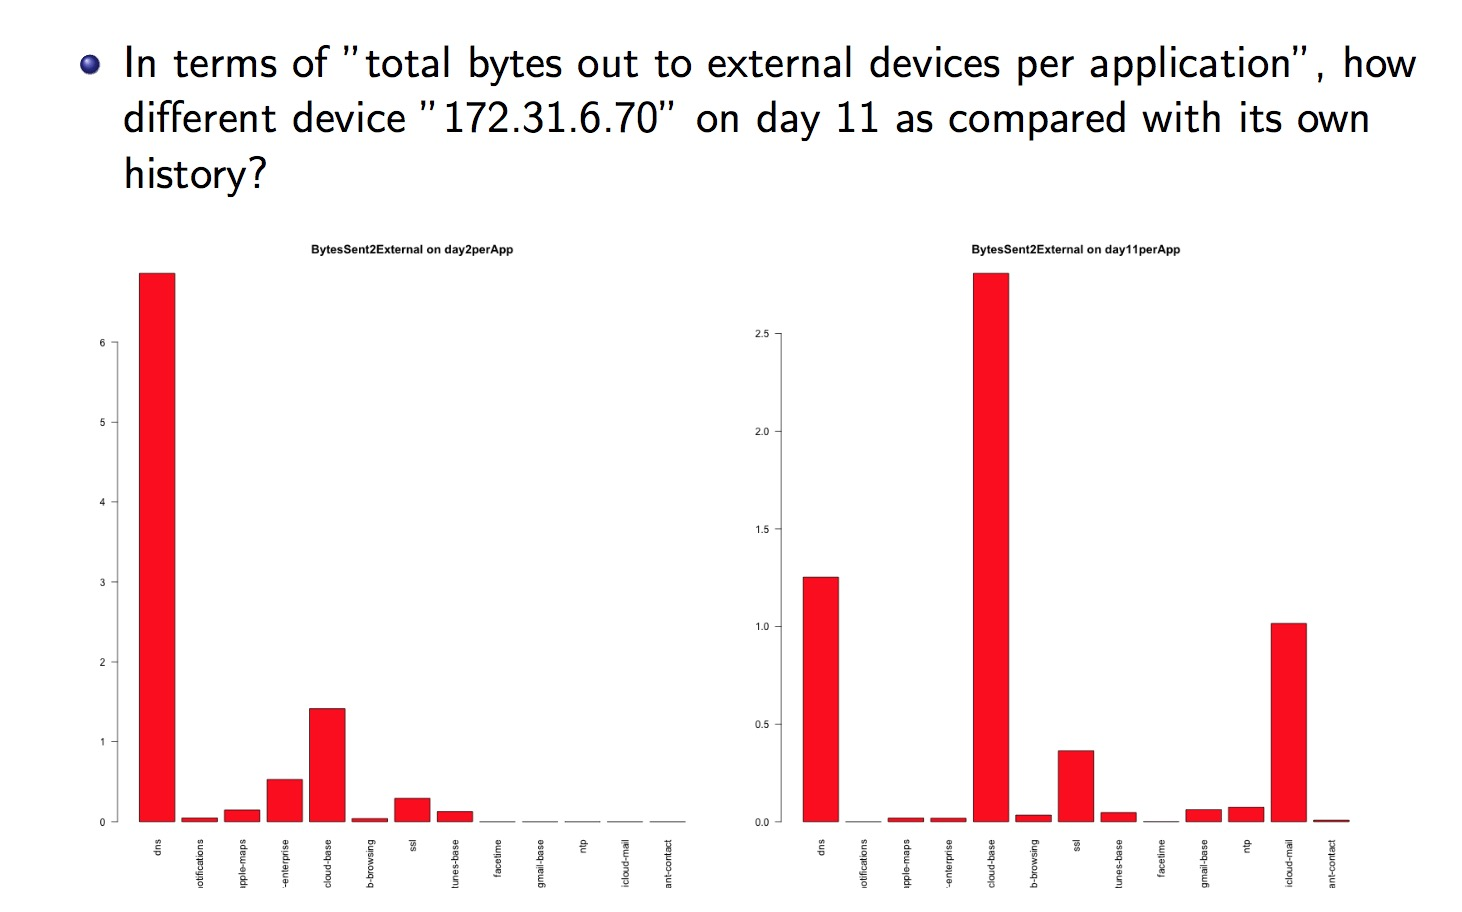 In terms of ”total bytes out to external devices per application”, how
different device ”172.31.6.70” on day 11 as compared with its own
history?
BytesSent2External on day2perApp
6
5
4
3
2
1
0
dns
otifications
pple-maps
-enterprise
cloud-base
b-browsing
ssl
tunes-base
facetime
gmail-base
ntp
icloud-mail
ant-contact
BytesSent2External on day11perApp
2.5
2.0
1.5
1.0
0.5
0.0
dns
otifications
pple-maps
-enterprise
cloud-base
b-browsing
ssl
tunes-base
facetime
gmail-base
ntp
icloud-mail
ant-contact